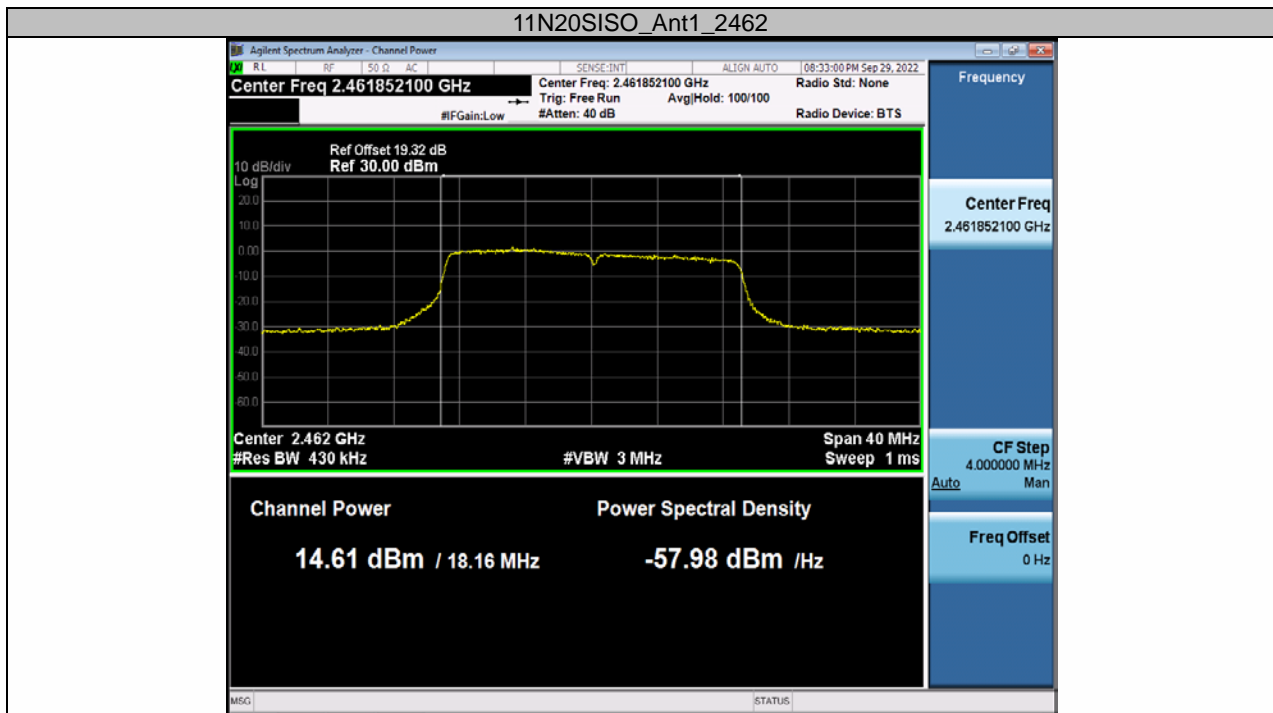 11N20SISO_Ant1_2462
Agilent Spectrum Analyzer - Channel Power
RL RF 50 Ω AC SENSE:INT ALIGN AUTO 08:33:00 PM Sep 29, 2022
Center Freq 2.461852100 GHz
Center Freq: 2.461852100 GHz
Radio Std: None
Trig: Free Run Avg|Hold: 100/100
#IFGain:Low
#Atten: 40 dB
Radio Device: BTS
Ref Offset 19.32 dB
10 dB/div Ref 30.00 dBm
Log
20.0
10.0
0.00
-10.0
-20.0
-30.0
-40.0
-50.0
-60.0
Center 2.462 GHz Span 40 MHz
#Res BW 430 kHz #VBW 3 MHz Sweep 1 ms
Channel Power Power Spectral Density
14.61 dBm / 18.16 MHz -57.98 dBm /Hz
Frequency
Center Freq
2.461852100 GHz
CF Step
4.000000 MHz
Auto Man
Freq Offset
0 Hz
MSG STATUS